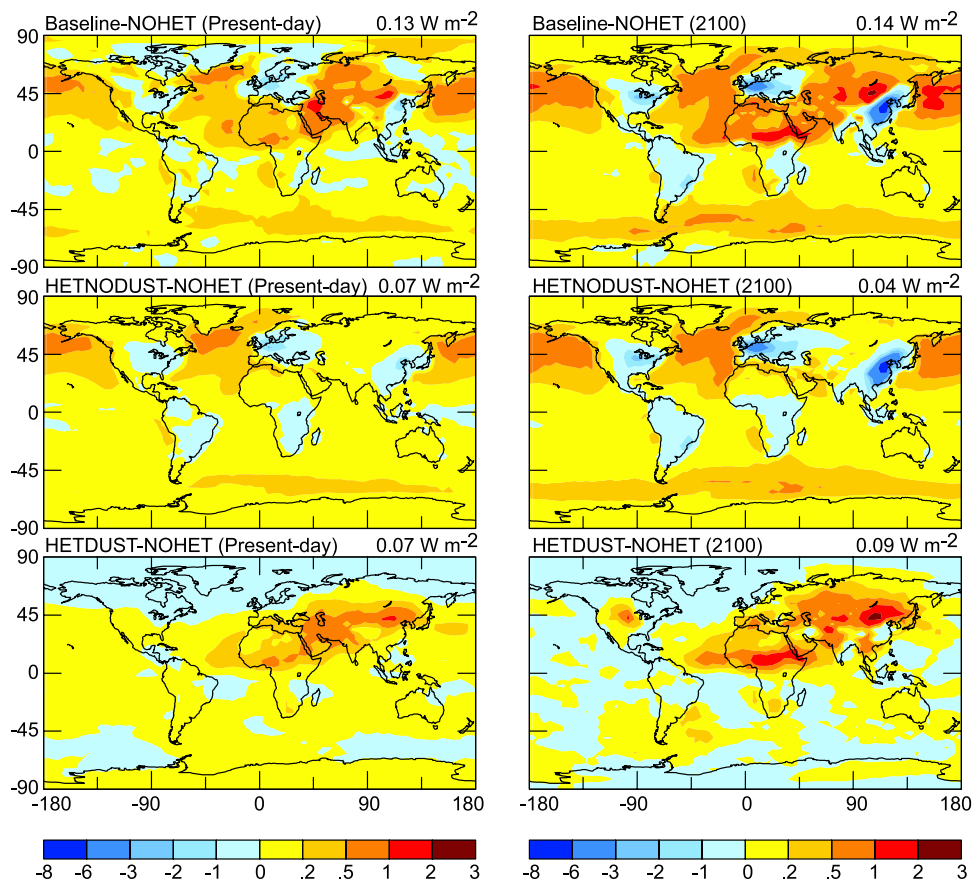 Baseline-NOHET (Present-day) 0.13 W m-2
Baseline-NOHET (2100) 0.14 W m-2
90
45
0
-45
-90
HETNODUST-NOHET (Present-day) 0.07 W m-2
HETNODUST-NOHET (2100) 0.04 W m-2
90
45
0
-45
-90
HETDUST-NOHET (Present-day) 0.07 W m-2
HETDUST-NOHET (2100) 0.09 W m-2
90
45
0
-45
-90
-180 -90 0 90 180
-180 -90 0 90 180
-8 -6 -3 -2 -1 0 .2 .5 1 2 3
-8 -6 -3 -2 -1 0 .2 .5 1 2 3